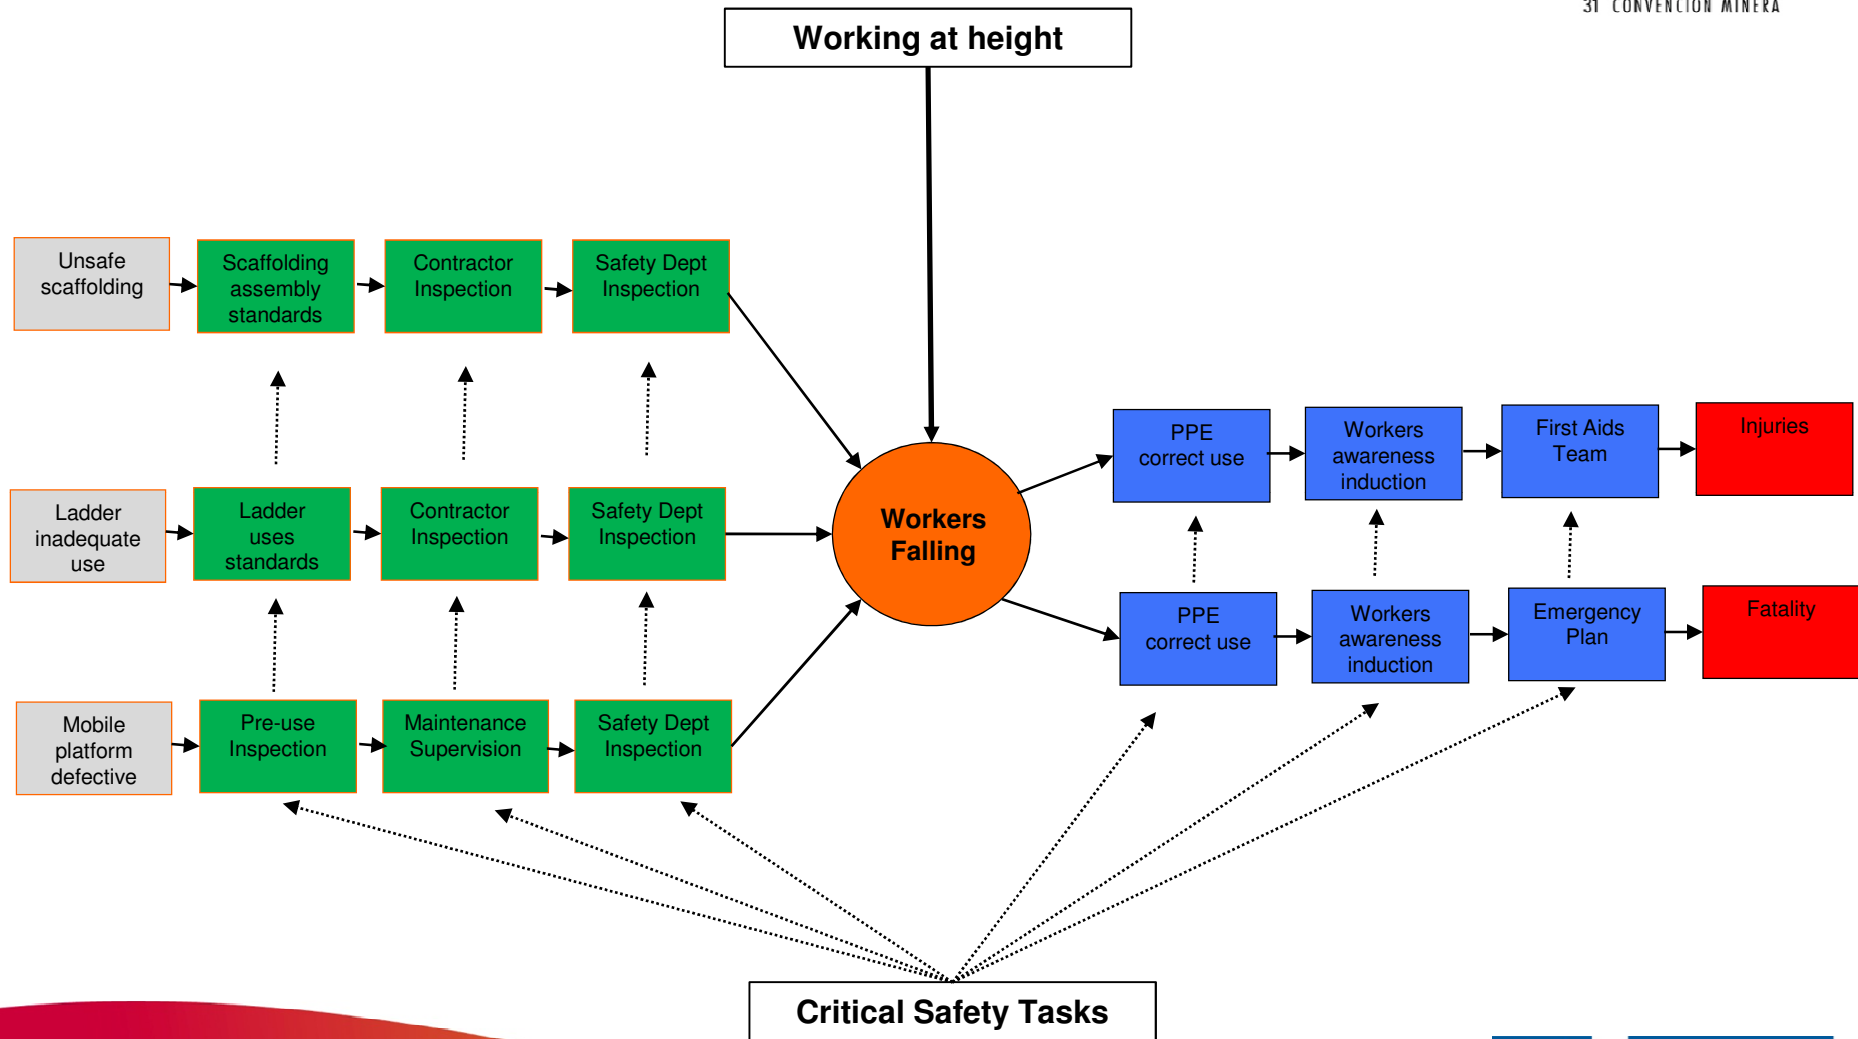 31 CONVENCION MINERA
Working at height
Unsafe
scaffolding
Scaffolding
assembly
standards
Contractor
Inspection
Safety Dept
Inspection
Ladder
inadequate
use
Ladder
uses
standards
Contractor
Inspection
Safety Dept
Inspection
Mobile
platform
defective
Pre-use
Inspection
Maintenance
Supervision
Safety Dept
Inspection
Workers
Falling
PPE
correct use
Workers
awareness
induction
First Aids
Team
Injuries
PPE
correct use
Workers
awareness
induction
Emergency
Plan
Fatality
Critical Safety Tasks